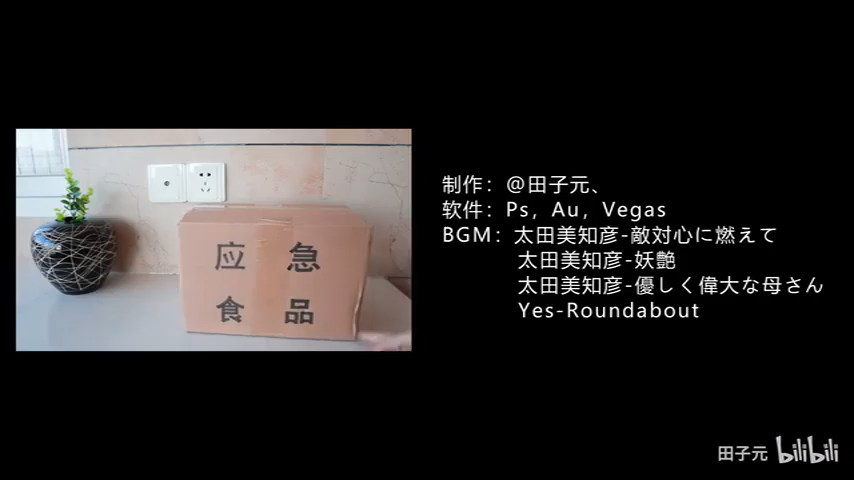 应 急
食 品
制作：@田子元、
软件：Ps，Au，Vegas
BGM：太田美知彦-敵対心に燃えて
太田美知彦-妖艶
太田美知彦-優しく偉大な母さん
Yes-Roundabout
田子元 bilibili